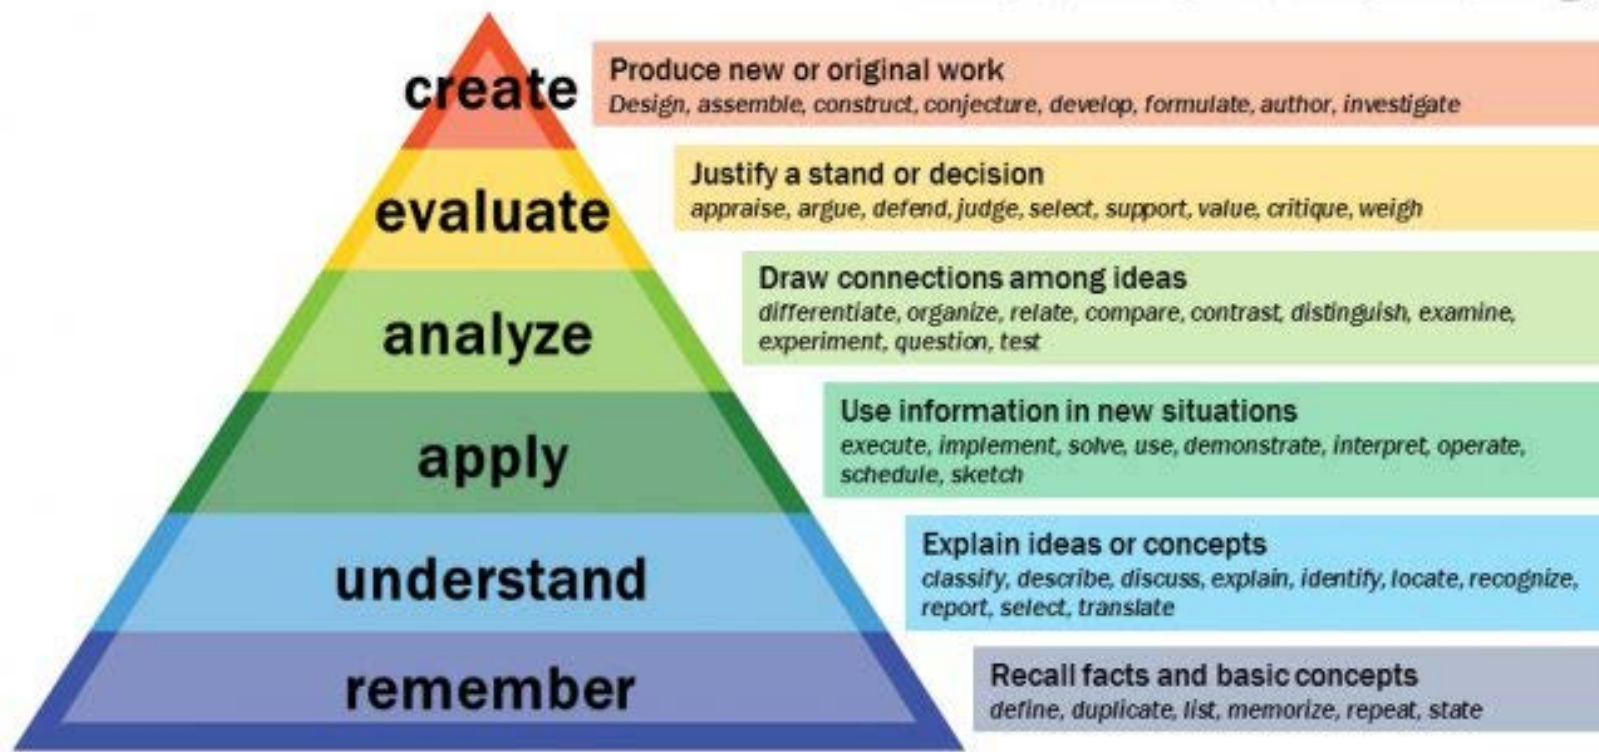 create
Produce new or original work
Design, assemble, construct, conjecture, develop, formulate, author, investigate
evaluate
Justify a stand or decision
appraise, argue, defend, judge, select, support, value, critique, weigh
analyze
Draw connections among ideas
differentiate, organize, relate, compare, contrast, distinguish, examine,
experiment, question, test
apply
Use information in new situations
execute, implement, solve, use, demonstrate, interpret, operate,
schedule, sketch
understand
Explain ideas or concepts
classify, describe, discuss, explain, identify, locate, recognize,
report, select, translate
remember
Recall facts and basic concepts
define, duplicate, list, memorize, repeat, state